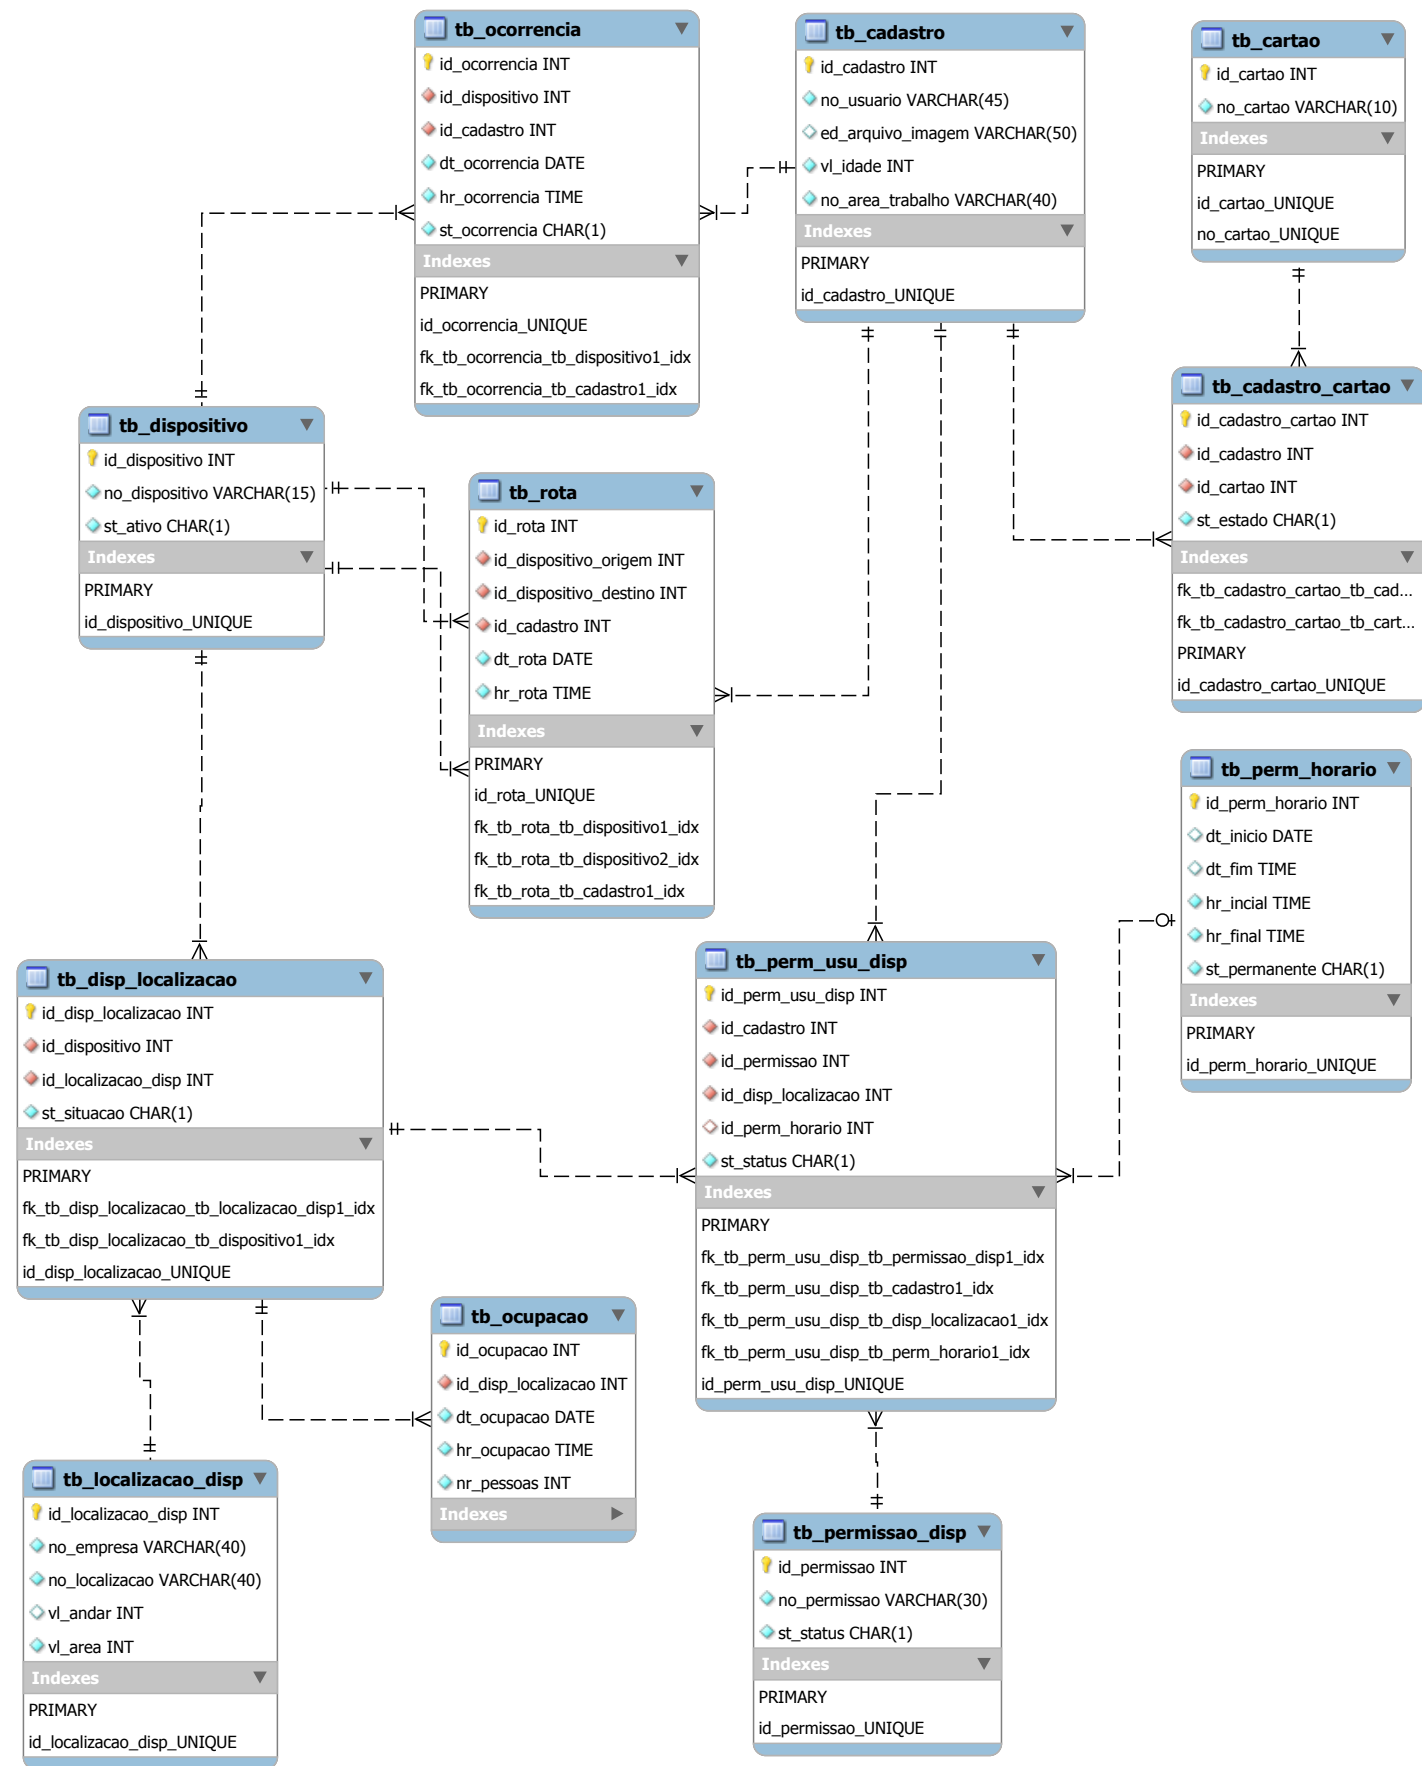 tb_ocorrencia
id_ocorrencia INT
id_dispositivo INT
id_cadastro INT
dt_ocorrencia DATE
hr_ocorrencia TIME
st_ocorrencia CHAR(1)
Indexes
PRIMARY
id_ocorrencia_UNIQUE
fk_tb_ocorrencia_tb_dispositivo1_idx
fk_tb_ocorrencia_tb_cadastro1_idx
tb_cadastro
id_cadastro INT
no_usuario VARCHAR(45)
ed_arquivo_imagem VARCHAR(50)
vl_idade INT
no_area_trabalho VARCHAR(40)
Indexes
PRIMARY
id_cadastro_UNIQUE
tb_cartao
id_cartao INT
no_cartao VARCHAR(10)
Indexes
PRIMARY
id_cartao_UNIQUE
no_cartao_UNIQUE
tb_dispositivo
id_dispositivo INT
no_dispositivo VARCHAR(15)
st_ativo CHAR(1)
Indexes
PRIMARY
id_dispositivo_UNIQUE
tb_rota
id_rota INT
id_dispositivo_origem INT
id_dispositivo_destino INT
id_cadastro INT
dt_rota DATE
hr_rota TIME
Indexes
PRIMARY
id_rota_UNIQUE
fk_tb_rota_tb_dispositivo1_idx
fk_tb_rota_tb_dispositivo2_idx
fk_tb_rota_tb_cadastro1_idx
tb_cadastro_cartao
id_cadastro_cartao INT
id_cadastro INT
id_cartao INT
st_estado CHAR(1)
Indexes
fk_tb_cadastro_cartao_tb_cad...
fk_tb_cadastro_cartao_tb_cart...
PRIMARY
id_cadastro_cartao_UNIQUE
tb_perm_horario
id_perm_horario INT
dt_inicio DATE
dt_fim TIME
hr_incial TIME
hr_final TIME
st_permanente CHAR(1)
Indexes
PRIMARY
id_perm_horario_UNIQUE
tb_disp_localizacao
id_disp_localizacao INT
id_dispositivo INT
id_localizacao_disp INT
st_situacao CHAR(1)
Indexes
PRIMARY
fk_tb_disp_localizacao_tb_localizacao_disp1_idx
fk_tb_disp_localizacao_tb_dispositivo1_idx
id_disp_localizacao_UNIQUE
tb_perm_usu_disp
id_perm_usu_disp INT
id_cadastro INT
id_permissao INT
id_disp_localizacao INT
id_perm_horario INT
st_status CHAR(1)
Indexes
PRIMARY
fk_tb_perm_usu_disp_tb_permissao_disp1_idx
fk_tb_perm_usu_disp_tb_cadastro1_idx
fk_tb_perm_usu_disp_tb_disp_localizacao1_idx
fk_tb_perm_usu_disp_tb_perm_horario1_idx
id_perm_usu_disp_UNIQUE
tb_ocupacao
id_ocupacao INT
id_disp_localizacao INT
dt_ocupacao DATE
hr_ocupacao TIME
nr_pessoas INT
Indexes
tb_localizacao_disp
id_localizacao_disp INT
no_empresa VARCHAR(40)
no_localizacao VARCHAR(40)
vl_andar INT
vl_area INT
Indexes
PRIMARY
id_localizacao_disp_UNIQUE
tb_permissao_disp
id_permissao INT
no_permissao VARCHAR(30)
st_status CHAR(1)
Indexes
PRIMARY
id_permissao_UNIQUE